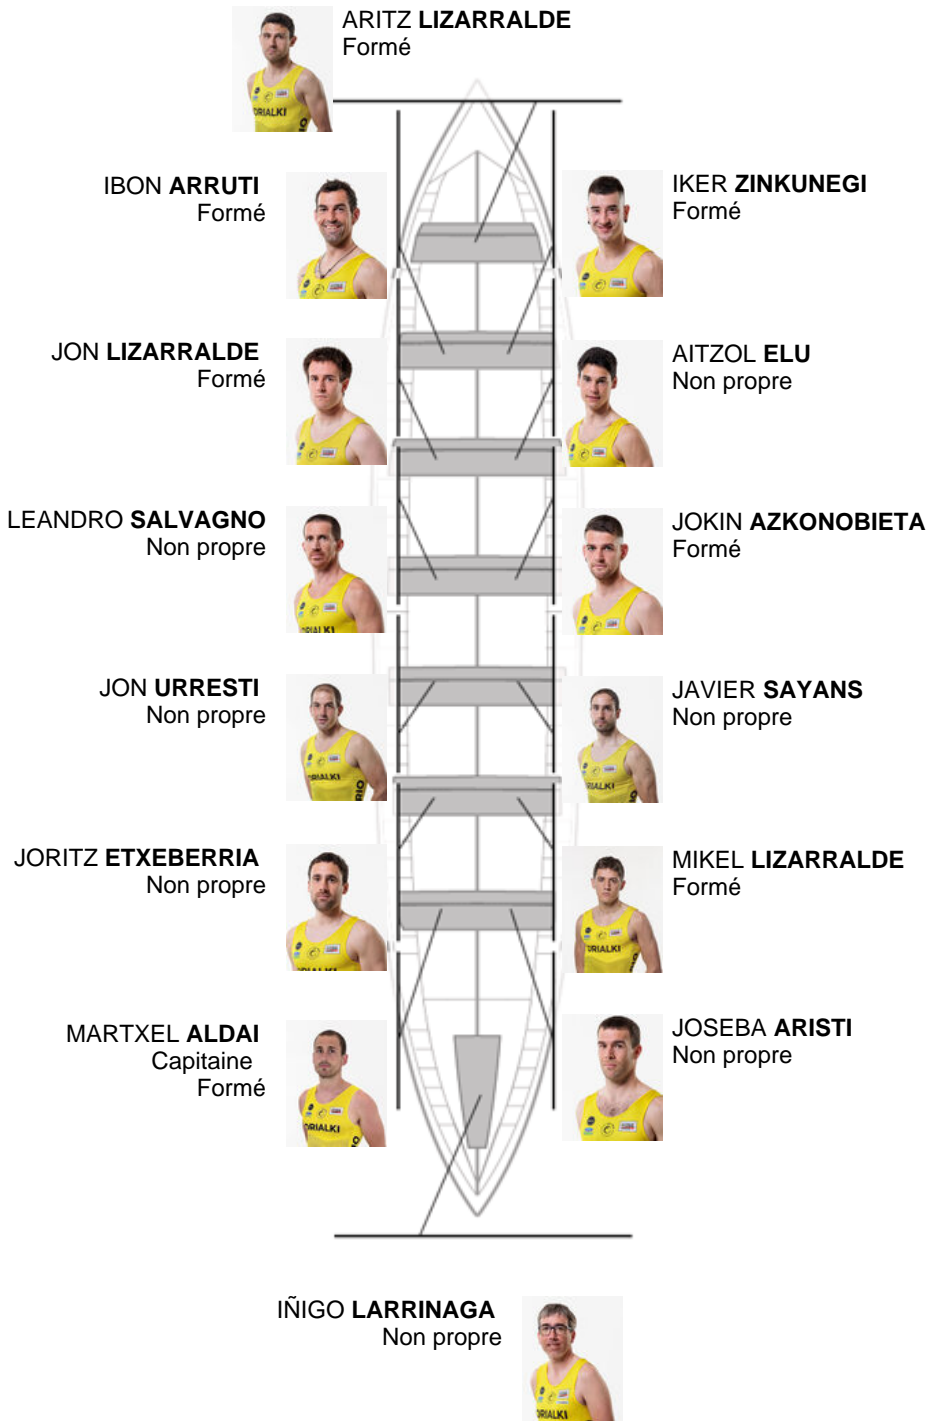 ARITZ LIZARRALDE
Formé
IBON ARRUTI
Formé
IKER ZINKUNEGI
Formé
JON LIZARRALDE
Formé
AITZOL ELU
Non propre
LEANDRO SALVAGNO
Non propre
JOKIN AZKONOBIETA
Formé
JON URRESTI
Non propre
JAVIER SAYANS
Non propre
JORITZ ETXEBERRIA
Non propre
MIKEL LIZARRALDE
Formé
MARTXEL ALDAI
Capitaine
Formé
JOSEBA ARISTI
Non propre
IÑIGO LARRINAGA
Non propre